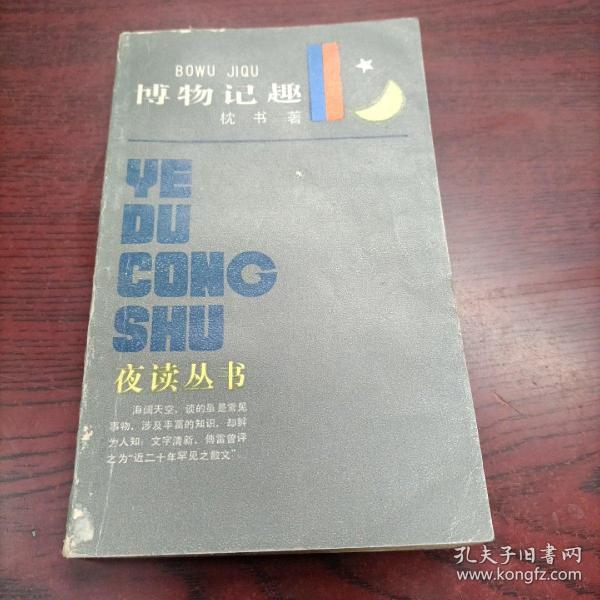 BOWU JIQU
博物记趣
枕书著
YE
DU
CONG
SHU
夜读丛书
海阔天空，谈的虽是常见
事物，涉及丰富的知识，却鲜
为人知；文字清新，傅雷曾评
之为“近二十年罕见之散文”。
孔夫子旧书网
www.kongfz.com